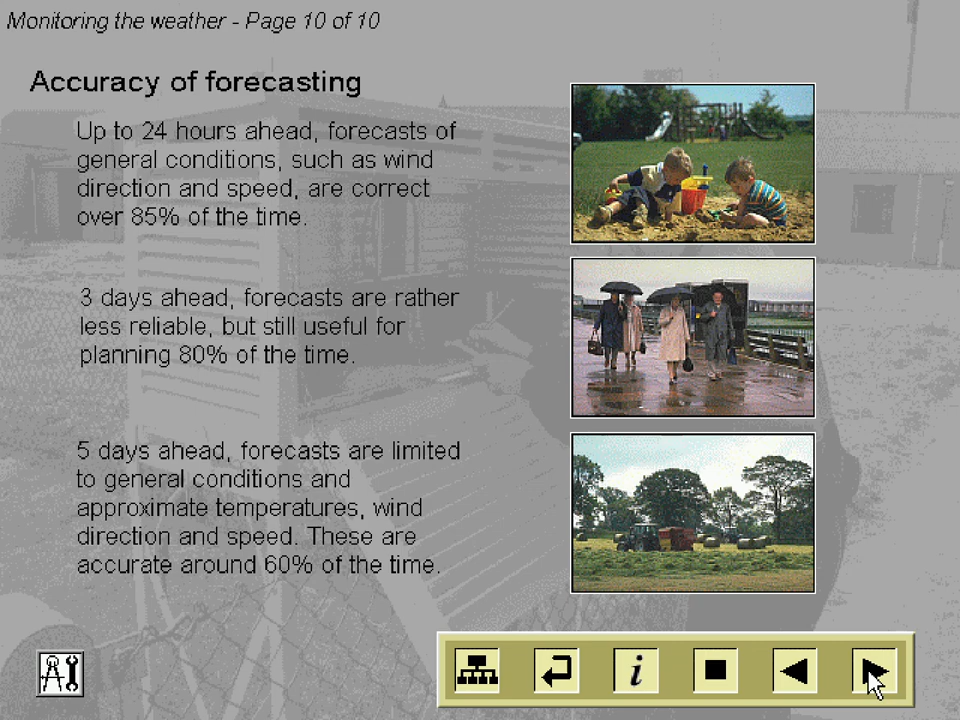 Monitoring the weather - Page 10 of 10
Accuracy of forecasting
Up to 24 hours ahead, forecasts of
general conditions, such as wind
direction and speed, are correct
over 85% of the time.
3 days ahead, forecasts are rather
less reliable, but still useful for
planning 80% of the time.
5 days ahead, forecasts are limited
to general conditions and
approximate temperatures, wind
direction and speed. These are
accurate around 60% of the time.
i